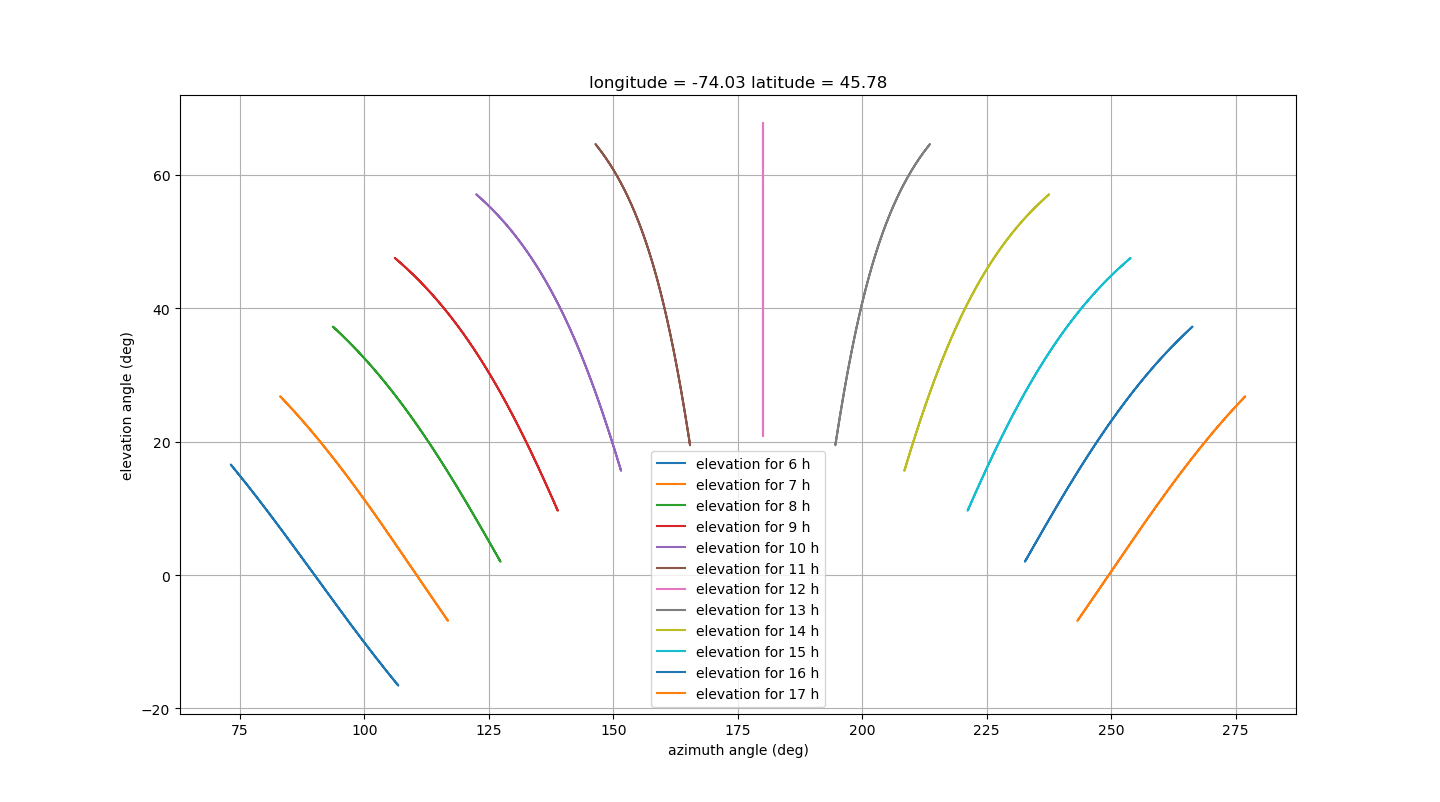 longitude = -74.03 latitude = 45.78
elevation angle (deg)
60
40
20
0
−20
elevation for 6 h
elevation for 7 h
elevation for 8 h
elevation for 9 h
elevation for 10 h
elevation for 11 h
elevation for 12 h
elevation for 13 h
elevation for 14 h
elevation for 15 h
elevation for 16 h
elevation for 17 h
75 100 125 150 175 200 225 250 275
azimuth angle (deg)